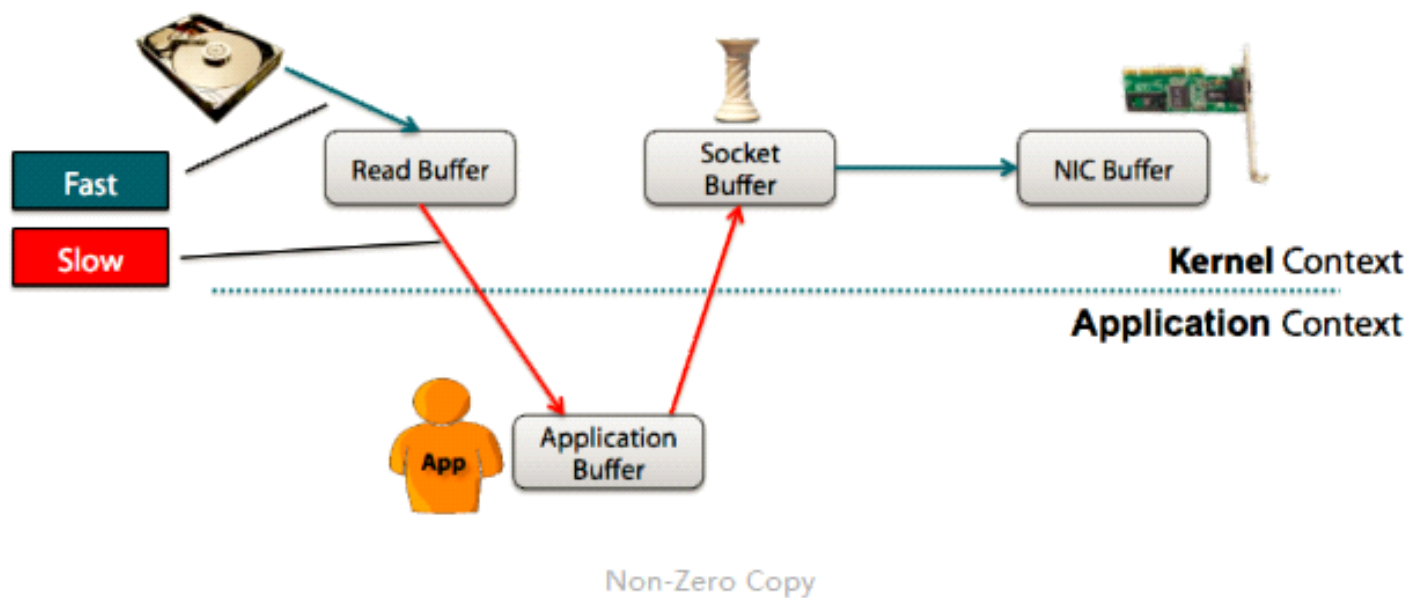 Fast
Slow
Read Buffer
Socket
Buffer
NIC Buffer
Kernel Context
Application Context
App
Application
Buffer
Non-Zero Copy